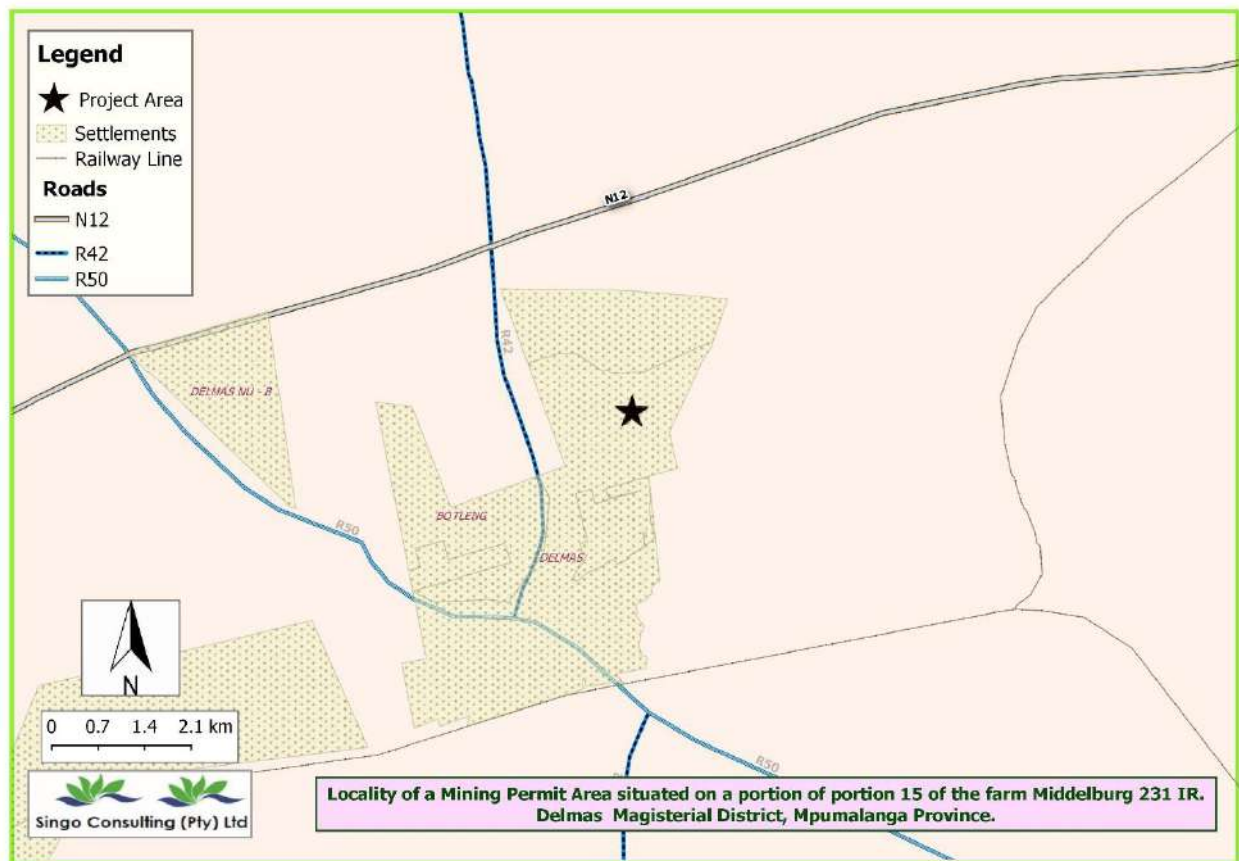 Legend
Project Area
Settlements
Railway Line
Roads
N12
R42
R50
N12
R42
DELMAS NU - B
R50
BOTLENG
DELMAS
N
0 0.7 1.4 2.1 km
R50
Singo Consulting (Pty) Ltd
Locality of a Mining Permit Area situated on a portion of portion 15 of the farm Middelburg 231 IR.
Delmas Magisterial District, Mpumalanga Province.